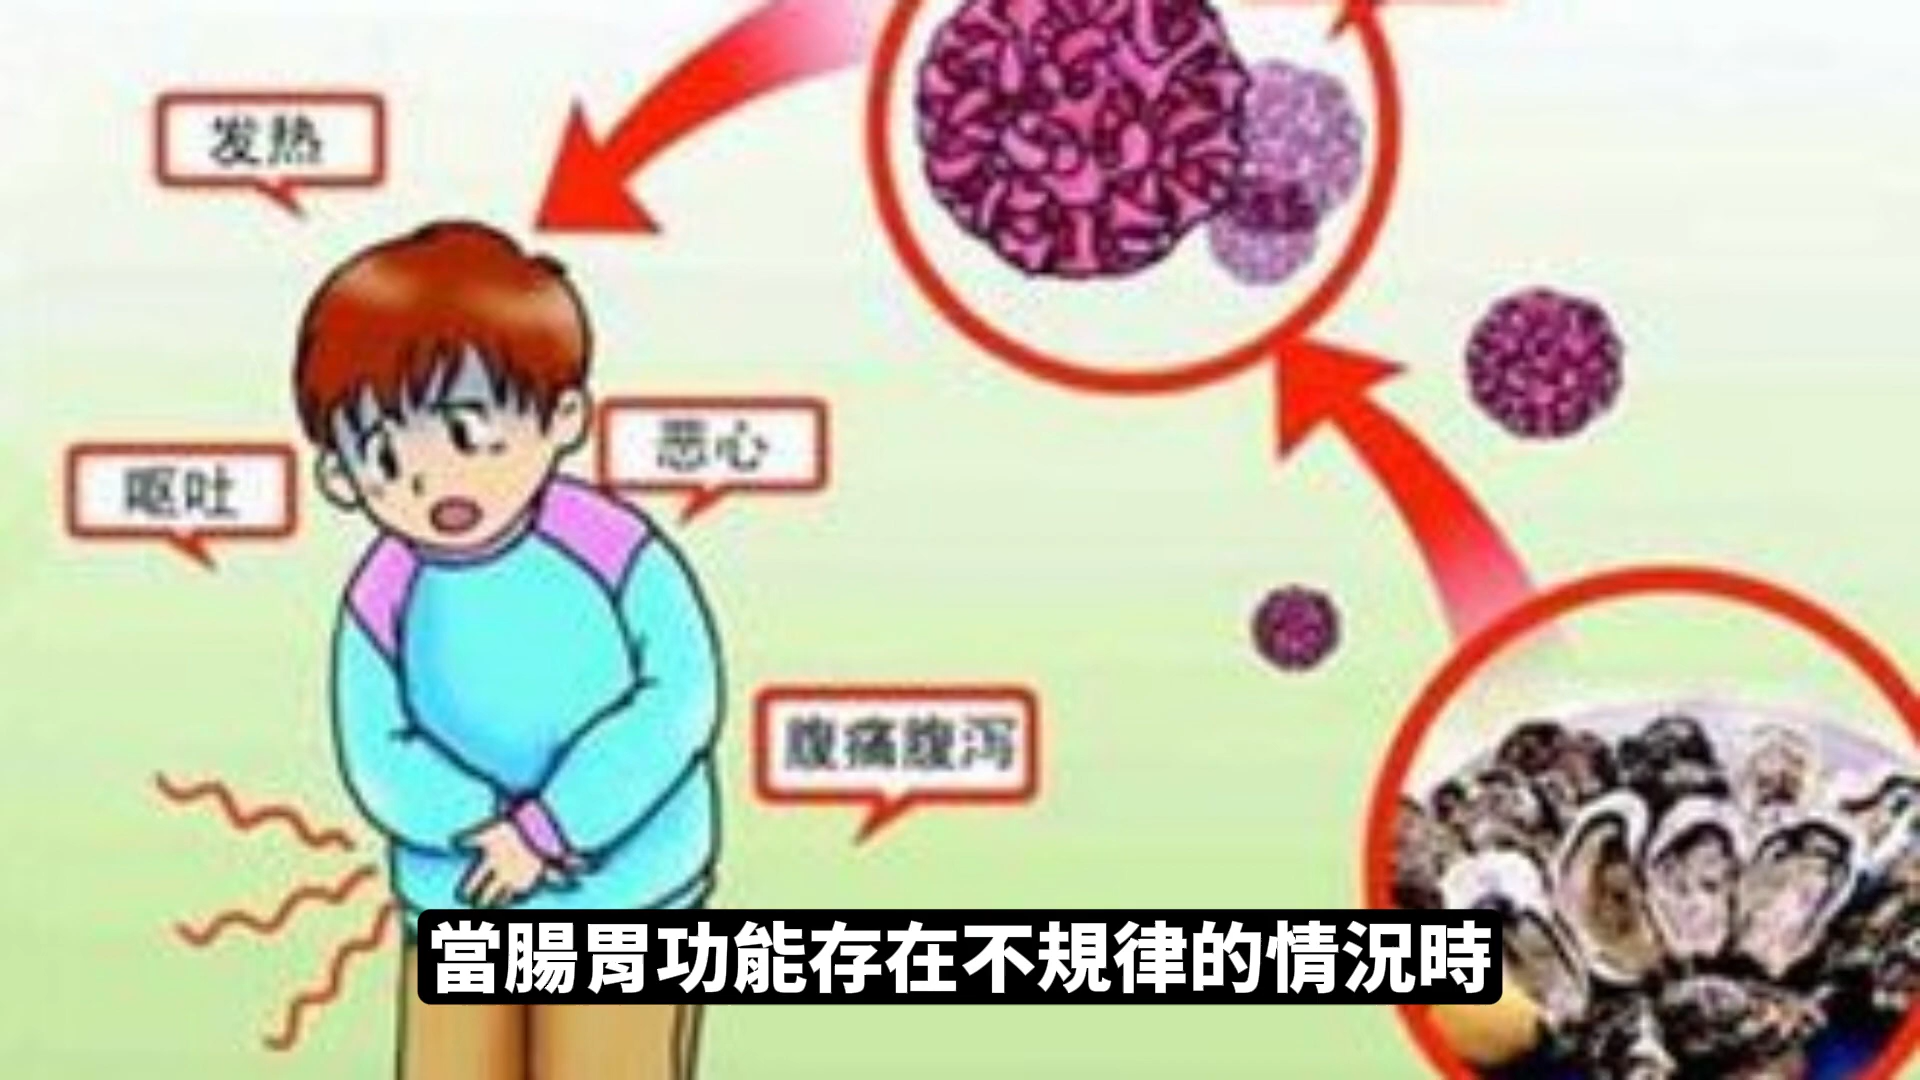 发热
恶心
呕吐
腹痛腹泻
當腸胃功能存在不規律的情況時